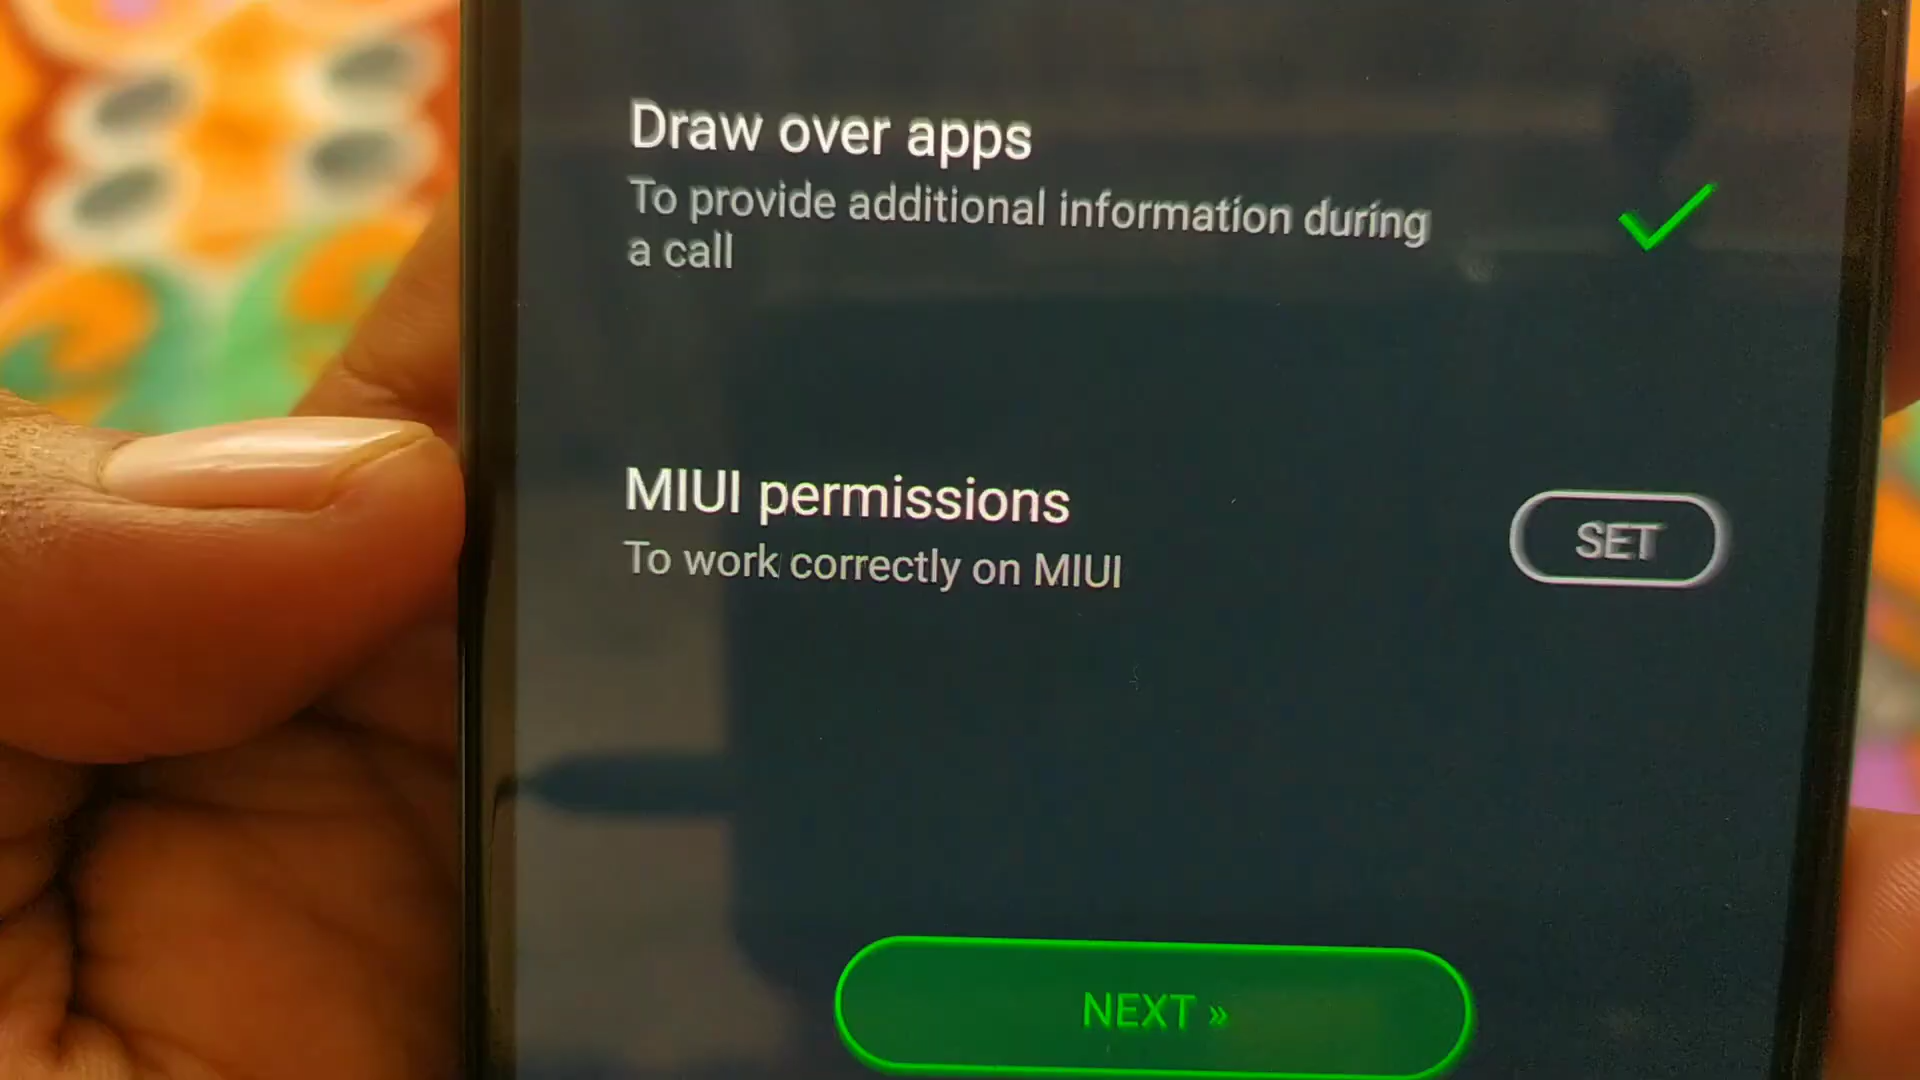 Draw over apps
To provide additional information during
a call
MIUI permissions
To work correctly on MIUI
SET
NEXT »